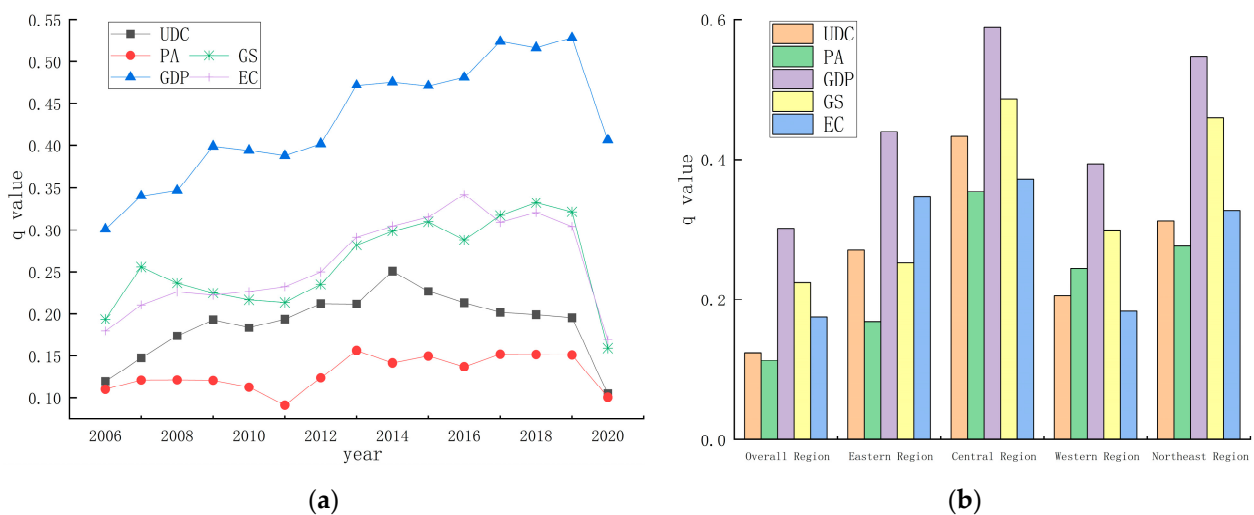 0.55
0.50
0.45
0.40
0.35
0.30
0.25
0.20
0.15
0.10
q value
UDC
PA GS
GDP EC
2006 2008 2010 2012 2014 2016 2018 2020
year
(a)
0.6
0.4
0.2
0.0
q value
UDC
PA
GDP
GS
EC
Overall Region Eastern Region Central Region Western Region Northeast Region
(b)